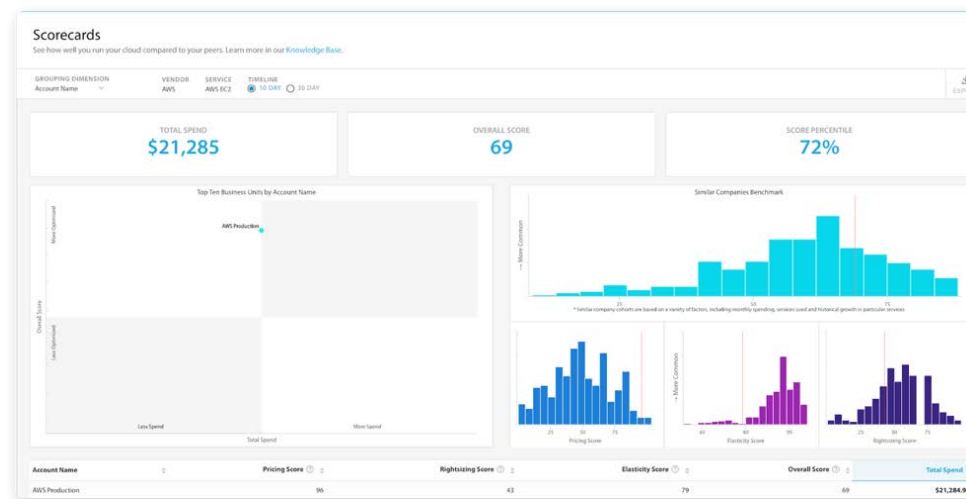 Scorecards
See how well you run your cloud compared to your peers. Learn more in our Knowledge Base.
GROUPING DIMENSION
Account Name
VENDOR
AWS
SERVICE
AWS EC2
TIMELINE
10 DAY 30 DAY
TOTAL SPEND
$21,285
OVERALL SCORE
69
SCORE PERCENTILE
72%
Top Ten Business Units by Account Name
More Optimized
AWS Production
Overall Score
Less Optimized
Less Spend
More Spend
Total Spend
Similar Companies Benchmark
→ More Common
25 50 75
* Similar company cohorts are based on a variety of factors, including monthly spending, services used and historical growth in particular services
25 50 75
Pricing Score
→ More Common
Elasticity Score
25 50 75
Rightsizing Score
Account Name Pricing Score Rightsizing Score Elasticity Score Overall Score Total Spend
AWS Production 96 43 79 69 $21,284.9